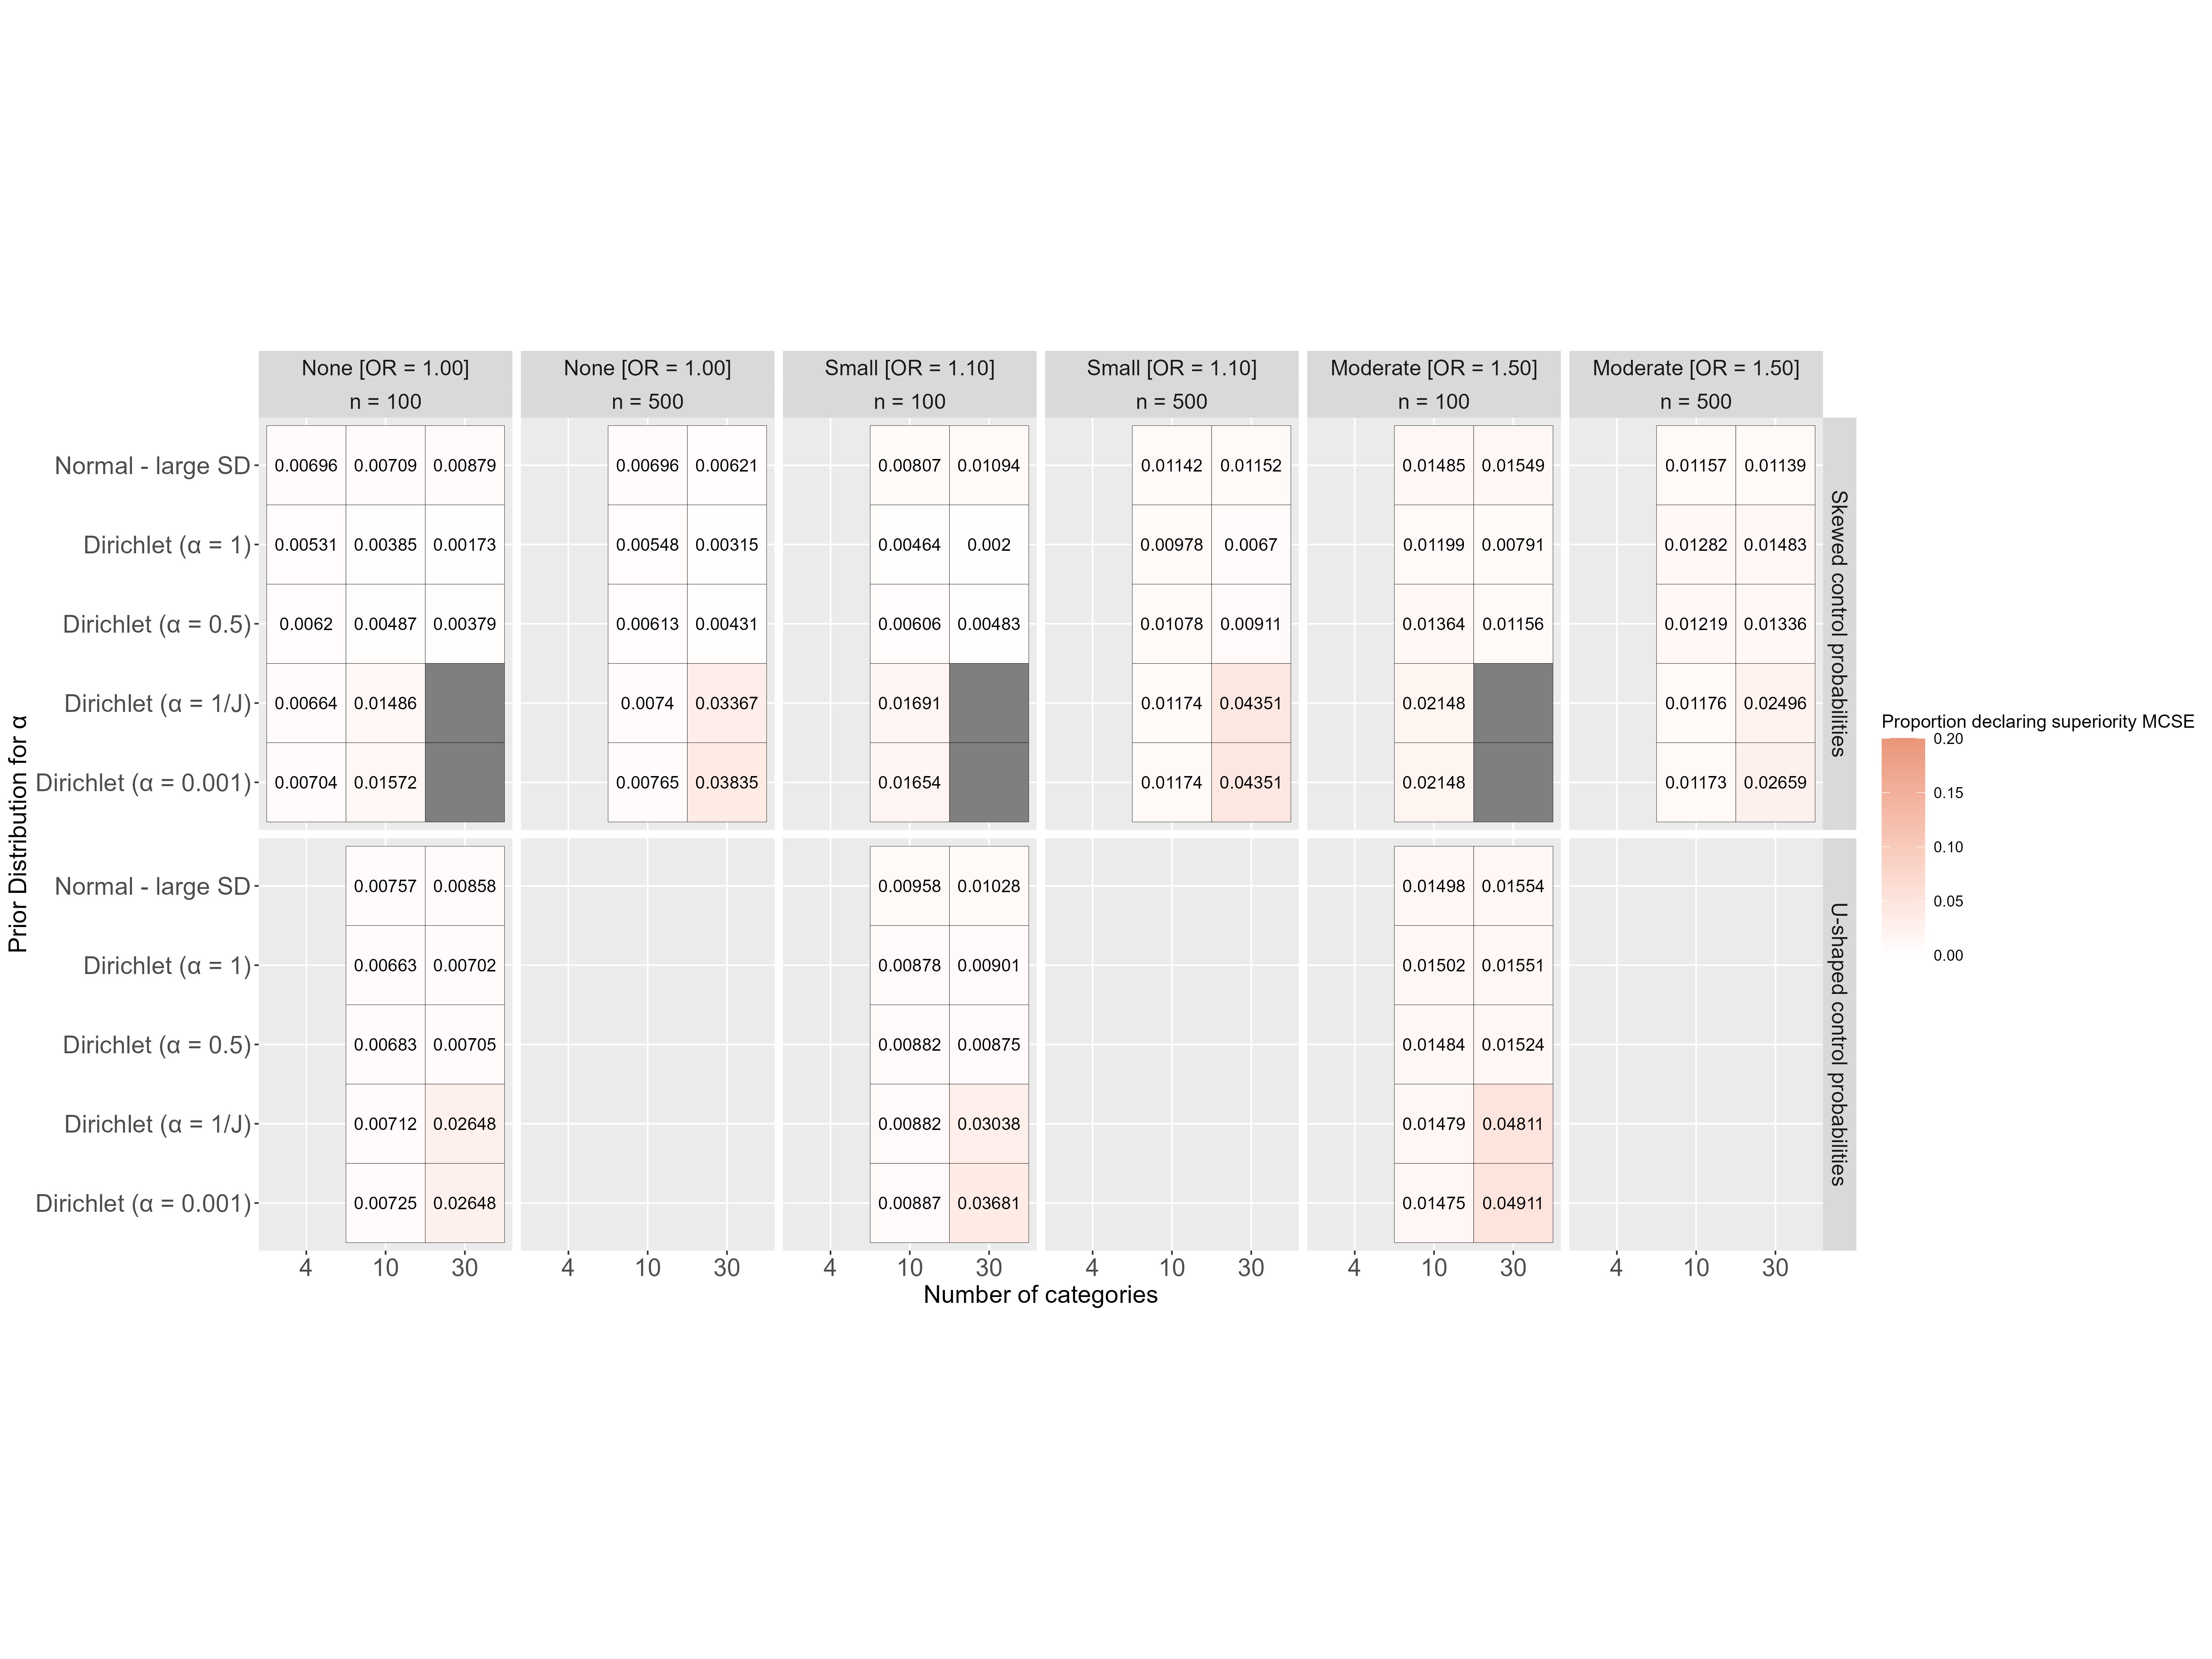 None [OR = 1.00] None [OR = 1.00] Small [OR = 1.10] Small [OR = 1.10] Moderate [OR = 1.50] Moderate [OR = 1.50]
n = 100 n = 500 n = 100 n = 500 n = 100 n = 500
Normal - large SD 0.00696 0.00709 0.00879 0.00696 0.00621 0.00807 0.01094 0.01142 0.01152 0.01485 0.01549 0.01157 0.01139
Dirichlet (α = 1) 0.00531 0.00385 0.00173 0.00548 0.00315 0.00464 0.002 0.00978 0.0067 0.01199 0.00791 0.01282 0.01483
Dirichlet (α = 0.5) 0.0062 0.00487 0.00379 0.00613 0.00431 0.00606 0.00483 0.01078 0.00911 0.01364 0.01156 0.01219 0.01336
Dirichlet (α = 1/J) 0.00664 0.01486 0.0074 0.03367 0.01691 0.01174 0.04351 0.02148 0.01176 0.02496
Dirichlet (α = 0.001) 0.00704 0.01572 0.00765 0.03835 0.01654 0.01174 0.04351 0.02148 0.01173 0.02659
Skewed control probabilities
Normal - large SD 0.00757 0.00858 0.00958 0.01028 0.01498 0.01554
Dirichlet (α = 1) 0.00663 0.00702 0.00878 0.00901 0.01502 0.01551
Dirichlet (α = 0.5) 0.00683 0.00705 0.00882 0.00875 0.01484 0.01524
Dirichlet (α = 1/J) 0.00712 0.02648 0.00882 0.03038 0.01479 0.04811
Dirichlet (α = 0.001) 0.00725 0.02648 0.00887 0.03681 0.01475 0.04911
U-shaped control probabilities
4 10 30 4 10 30 4 10 30 4 10 30 4 10 30 4 10 30
Number of categories
Prior Distribution for α
Proportion declaring superiority MCSE
0.20
0.15
0.10
0.05
0.00